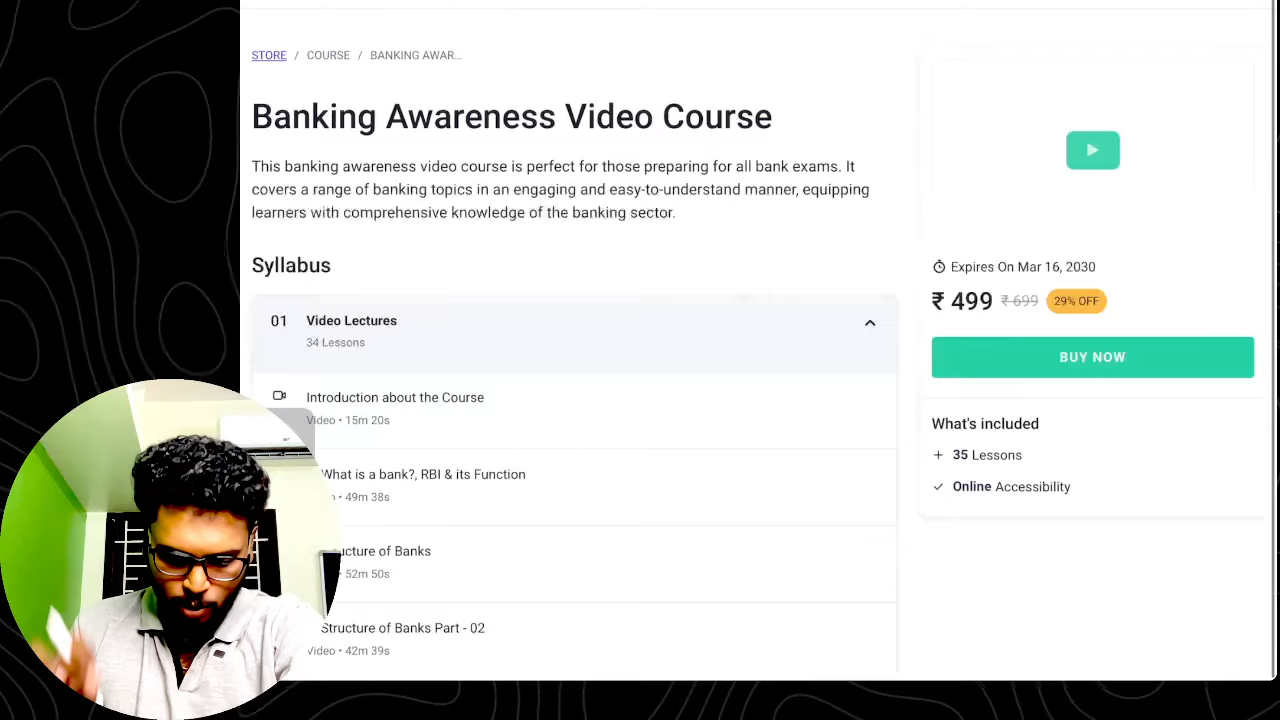 STORE / COURSE / BANKING AWAR...
Banking Awareness Video Course
This banking awareness video course is perfect for those preparing for all bank exams. It
covers a range of banking topics in an engaging and easy-to-understand manner, equipping
learners with comprehensive knowledge of the banking sector.
Syllabus
01 Video Lectures
34 Lessons
Introduction about the Course
Video • 15m 20s
What is a bank?, RBI & its Function
• 49m 38s
of Banks
• 52m 50s
Structure of Banks Part - 02
Video • 42m 39s
Expires On Mar 16, 2030
₹ 499 ₹ 699 29% OFF
BUY NOW
What's included
+ 35 Lessons
Online Accessibility